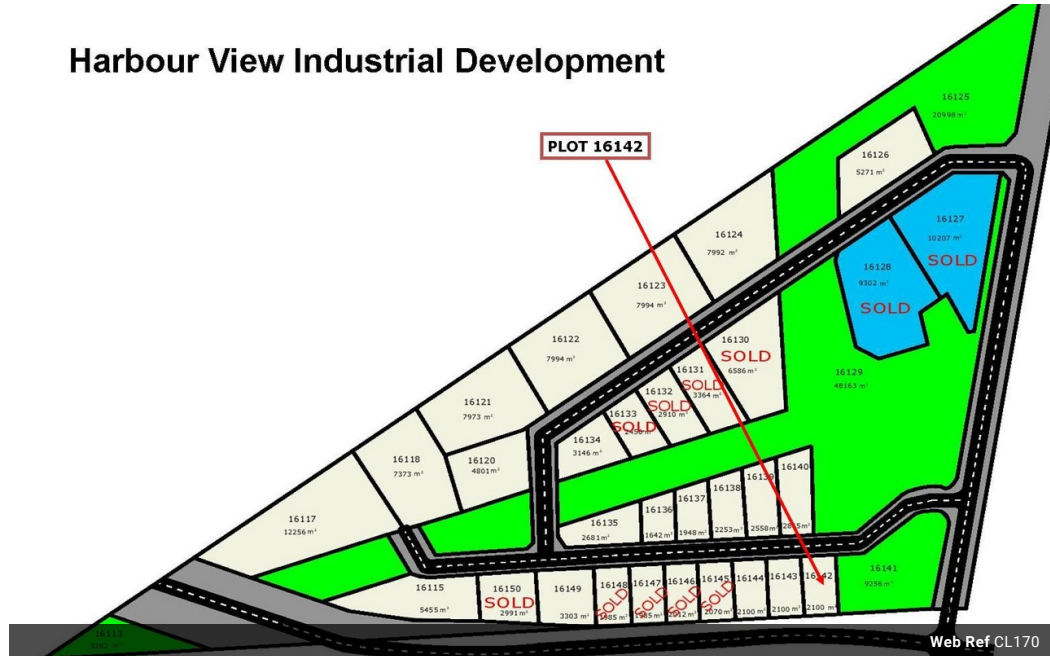 Harbour View Industrial Development
PLOT 16142
16125
20998 m²
16126
5271 m²
16127
10207 m²
SOLD
16128
9302 m²
SOLD
16124
7992 m²
16123
7994 m²
16122
7994 m²
16121
7973 m²
16130
SOLD
6586 m²
16131
SOLD
3364 m²
16132
SOLD
2910 m²
16133
SOLD
16134
3146 m²
16129
48163 m²
16118
7373 m²
16120
4801m²
16117
12256 m²
16135
2681 m²
16136
1642 m²
16137
1948 m²
16138
2253 m²
16139
2558 m²
16140
16115
5455 m²
16150
SOLD
2991 m²
16149
3303 m²
16148
SOLD
1985 m²
16147
SOLD
1985 m²
16146
SOLD
16145
SOLD
2070 m²
16144
2100 m²
16143
2100 m²
16142
2100 m²
16141
9256 m²
16113
Web Ref CL170